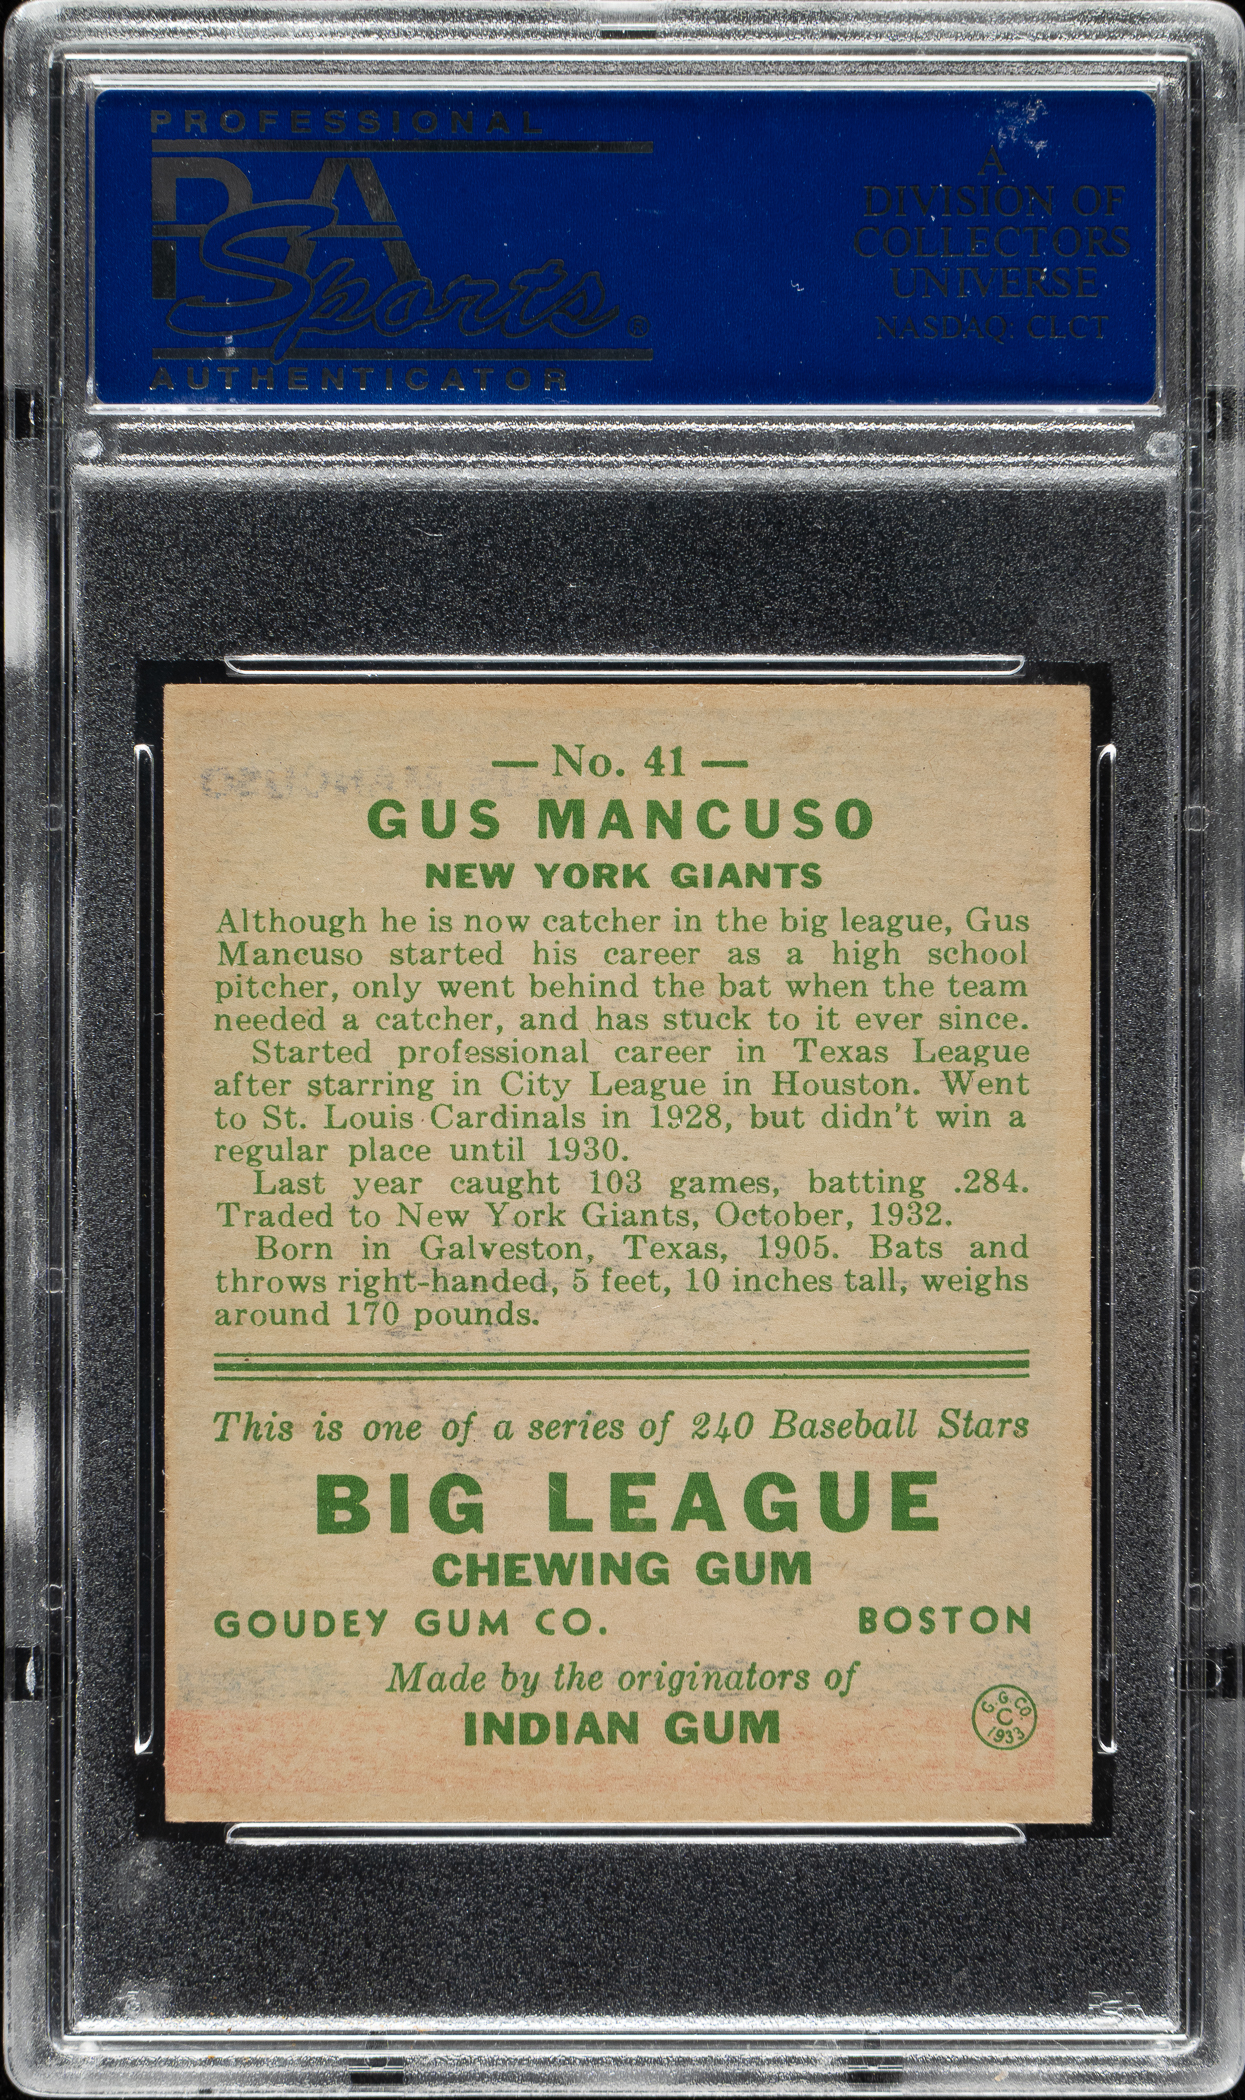 PROFESSIONAL
PSA
Sports ®
AUTHENTICATOR
A
DIVISION OF
COLLECTORS
UNIVERSE
NASDAQ: CLCT
— No. 41 —
GUS MANCUSO
NEW YORK GIANTS
Although he is now catcher in the big league, Gus
Mancuso started his career as a high school
pitcher, only went behind the bat when the team
needed a catcher, and has stuck to it ever since.
Started professional career in Texas League
after starring in City League in Houston. Went
to St. Louis Cardinals in 1928, but didn't win a
regular place until 1930.
Last year caught 103 games, batting .284.
Traded to New York Giants, October, 1932.
Born in Galveston, Texas, 1905. Bats and
throws right-handed, 5 feet, 10 inches tall, weighs
around 170 pounds.
This is one of a series of 240 Baseball Stars
BIG LEAGUE
CHEWING GUM
GOUDEY GUM CO. BOSTON
Made by the originators of
INDIAN GUM
G. G. CO.
C
1933
PSA